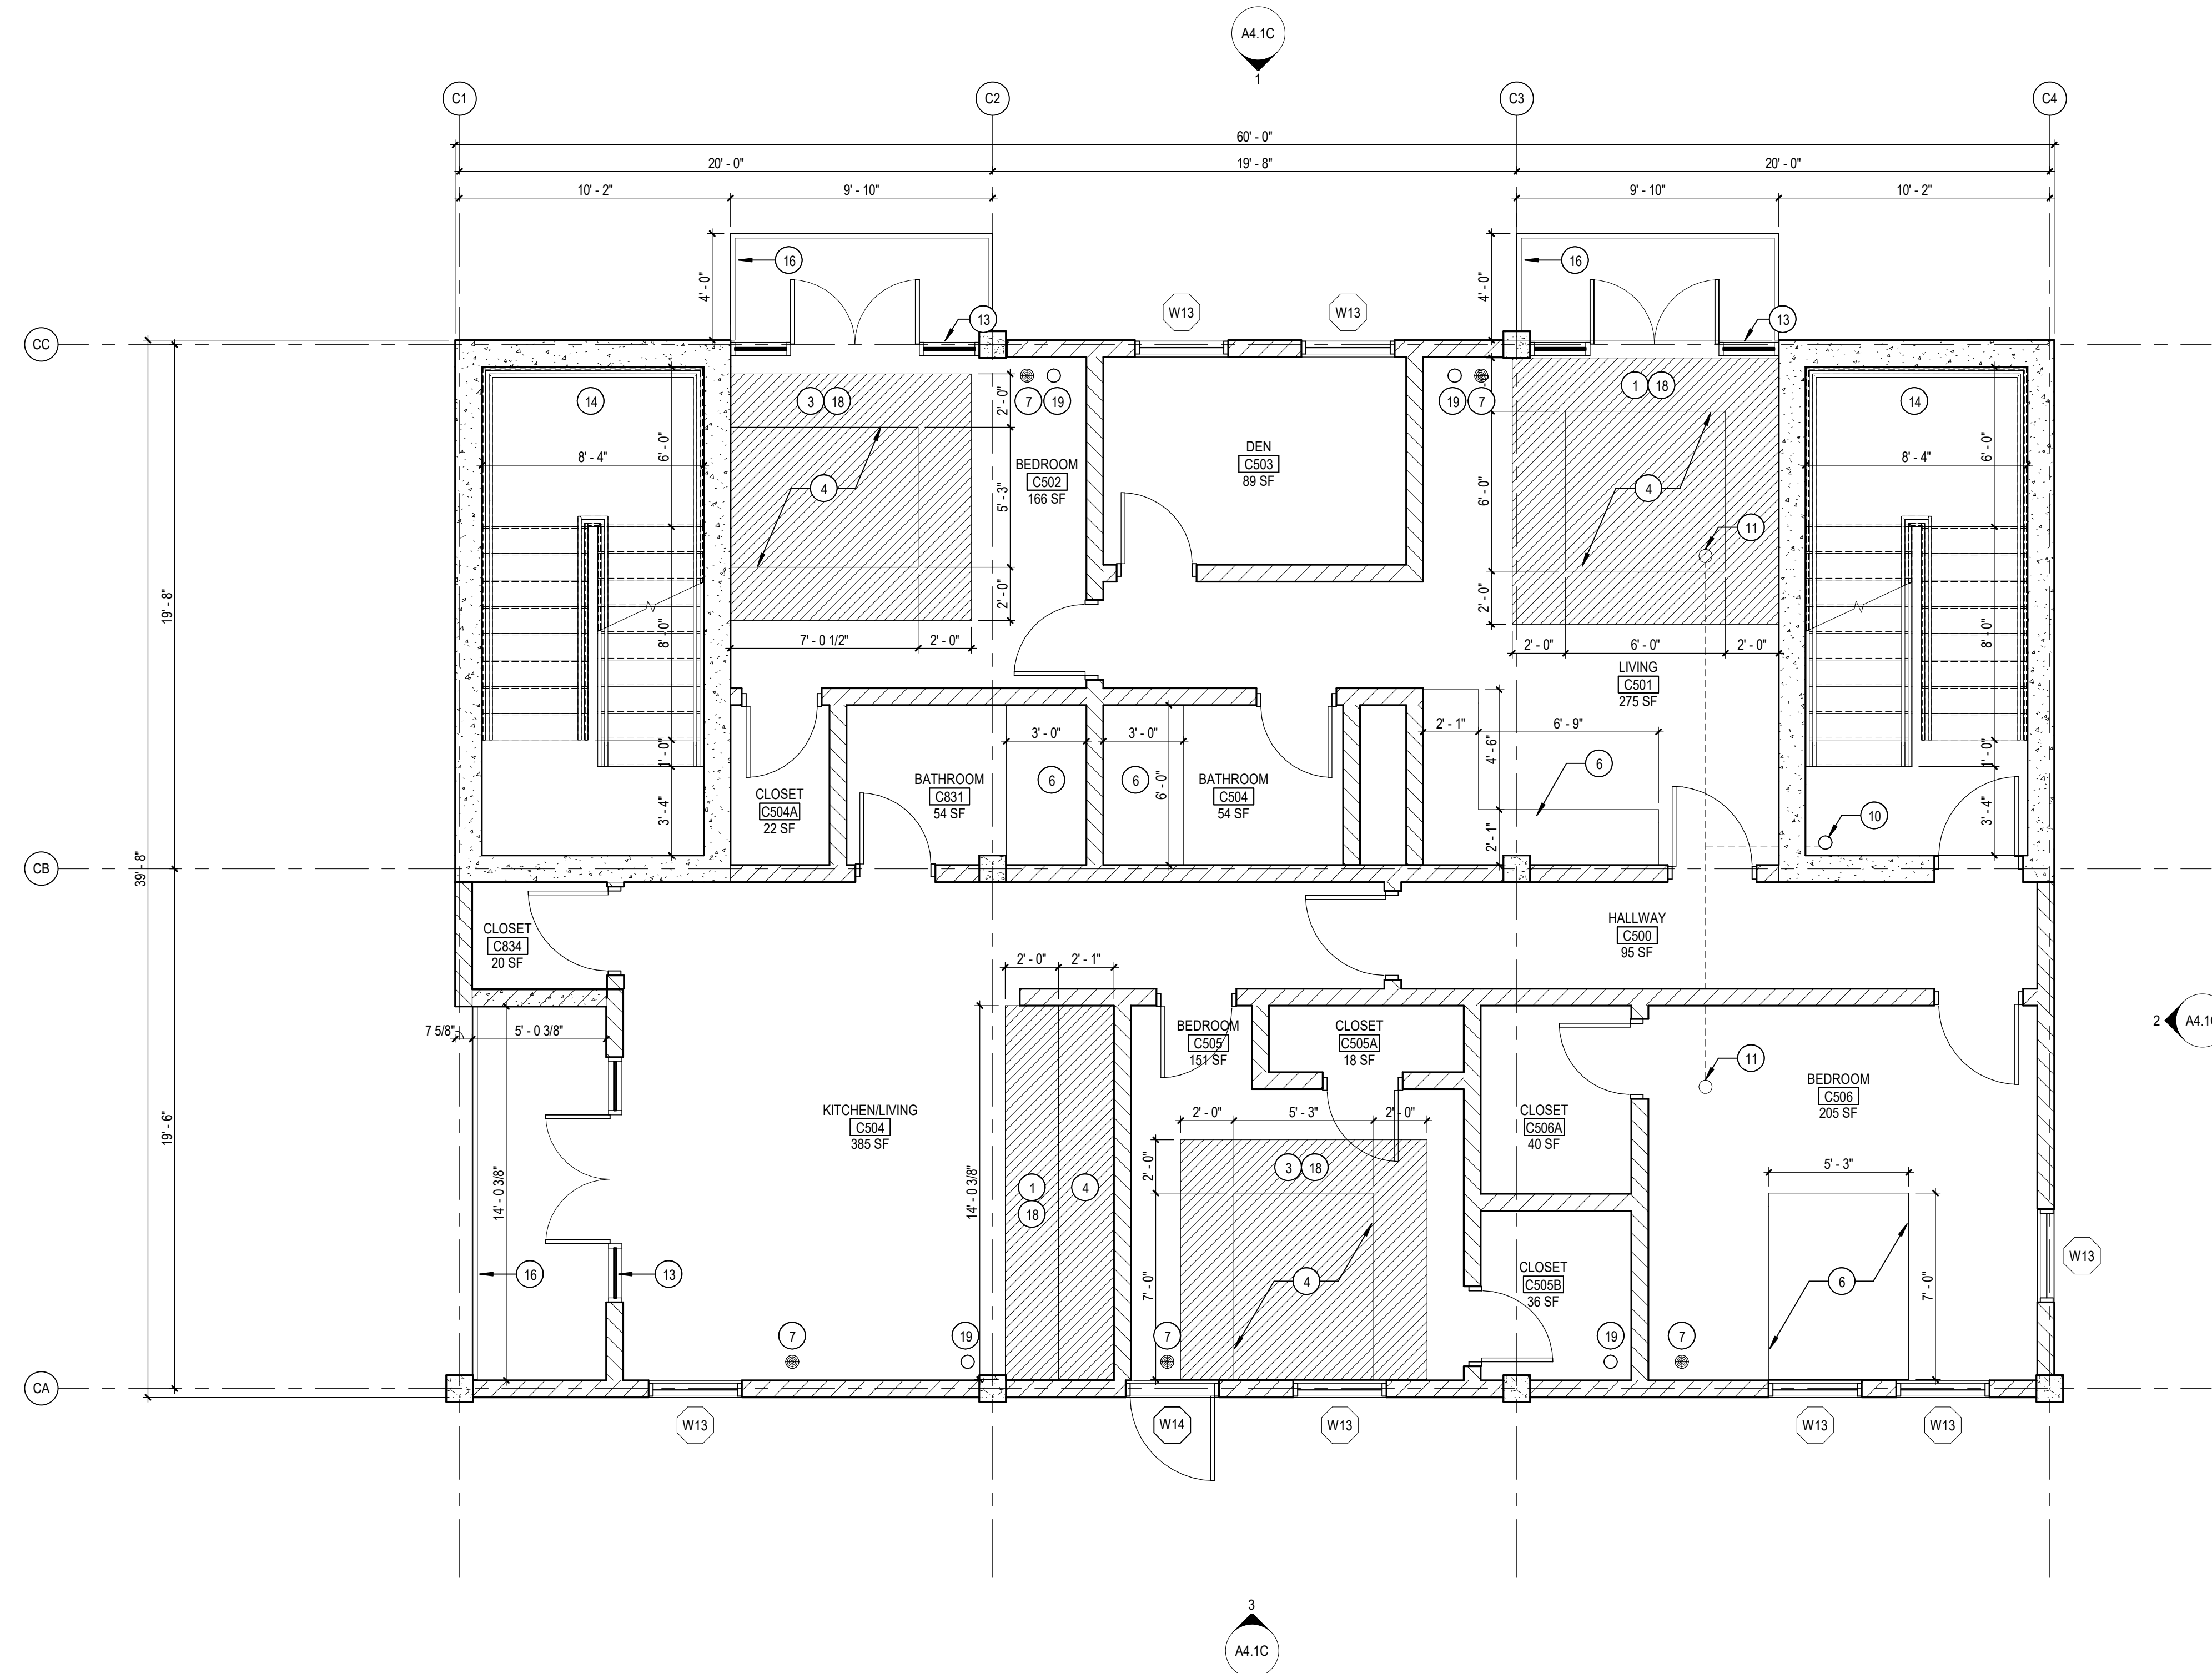 A4.1C
1
C1
C2
C3
C4
60' - 0"
20' - 0"
19' - 8"
20' - 0"
10' - 2"
9' - 10"
9' - 10"
10' - 2"
16
4' - 0"
4' - 0"
16
13
W13
W13
13
CC
14
3
18
2' - 0"
7
19
19
7
1
18
14
8' - 4"
6' - 0"
4
5' - 3"
BEDROOM
C502
166 SF
DEN
C503
89 SF
6' - 0"
4
11
8' - 4"
6' - 0"
19' - 8"
8' - 0"
2' - 0"
7' - 0 1/2"
2' - 0"
2' - 0"
2' - 0"
6' - 0"
2' - 0"
8' - 0"
LIVING
C501
275 SF
2' - 1"
6' - 9"
4' - 6"
6
3' - 0"
3' - 0"
1' - 0"
1' - 0"
CLOSET
C504A
22 SF
BATHROOM
C831
54 SF
6
6
6' - 0"
BATHROOM
C504
54 SF
3' - 4"
2' - 1"
10
3' - 4"
CB
39' - 8"
CLOSET
C834
20 SF
HALLWAY
C500
95 SF
2' - 0"
2' - 1"
7 5/8"
5' - 0 3/8"
BEDROOM
C505
151 SF
CLOSET
C505A
18 SF
11
2
A4.1
19' - 6"
KITCHEN/LIVING
C504
385 SF
2' - 0"
5' - 3"
2' - 0"
CLOSET
C506A
40 SF
BEDROOM
C506
205 SF
14' - 0 3/8"
14' - 0 3/8"
1
18
4
2' - 0"
3
18
5' - 3"
16
13
7' - 0"
4
CLOSET
C505B
36 SF
6
7' - 0"
W13
7
19
7
19
7
CA
W13
W14
W13
W13
W13
3
A4.1C